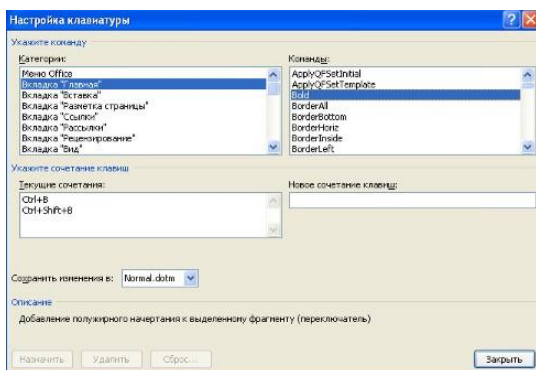 Настройка клавиатуры
Укажите команду
Категории:
Команды:
Меню Office
Вкладка "Главная"
Вкладка "Вставка"
Вкладка "Разметка страницы"
Вкладка "Ссылки"
Вкладка "Рассылки"
Вкладка "Рецензирование"
Вкладка "Вид"
ApplyQFSetInitial
ApplyQFSetTemplate
Bold
BorderAll
BorderBottom
BorderHoriz
BorderInside
BorderLeft
Укажите сочетание клавиш
Текущие сочетания:
Новое сочетание клавиш:
Ctrl+B
Ctrl+Shift+B
Сохранить изменения в:
Normal.dotm
Описание
Добавление полужирного начертания к выделенному фрагменту (переключатель)
Назначить
Удалить
Сброс...
Закрыть